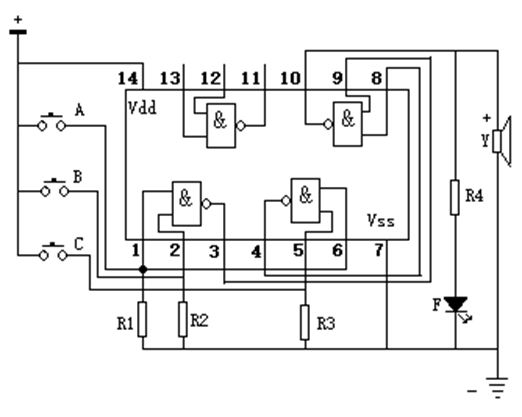 +
14 13 12 11 10 9 8
Vdd
A
&
&
+
Y
B
&
&
R4
Vss
C
1 2 3 4 5 6 7
F
R1
R2
R3
−